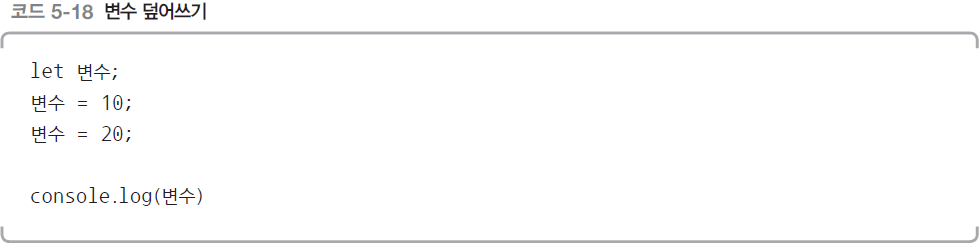 코드 5-18 변수 덮어쓰기
let 변수;
변수 = 10;
변수 = 20;
console.log(변수)